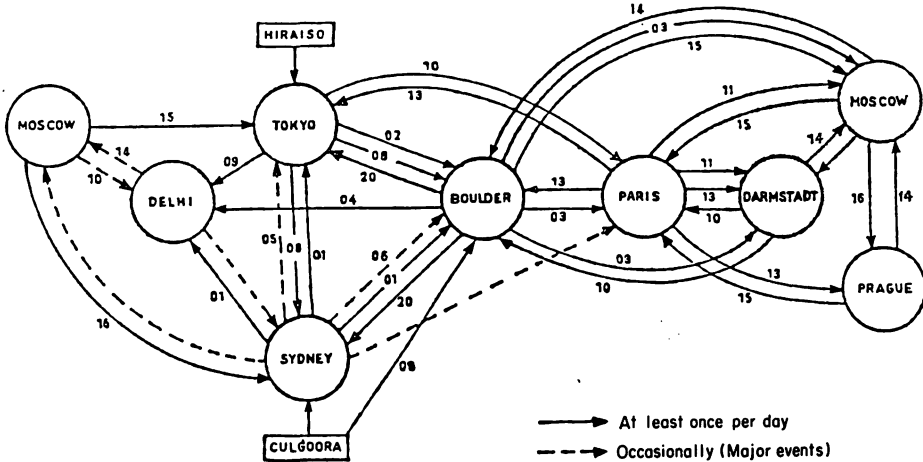 HIRAISO
14
03
15
10
13
11
15
MOSCOW
15
TOKYO
02
08
20
MOSCOW
14
10
09
DELHI
04
BOULDER
13
03
PARIS
11
13
10
DARMSTADT
14
16
14
05
08
01
06
01
20
03
10
13
15
PRAGUE
01
16
SYDNEY
09
CULGOORA
At least once per day
Occasionally (Major events)